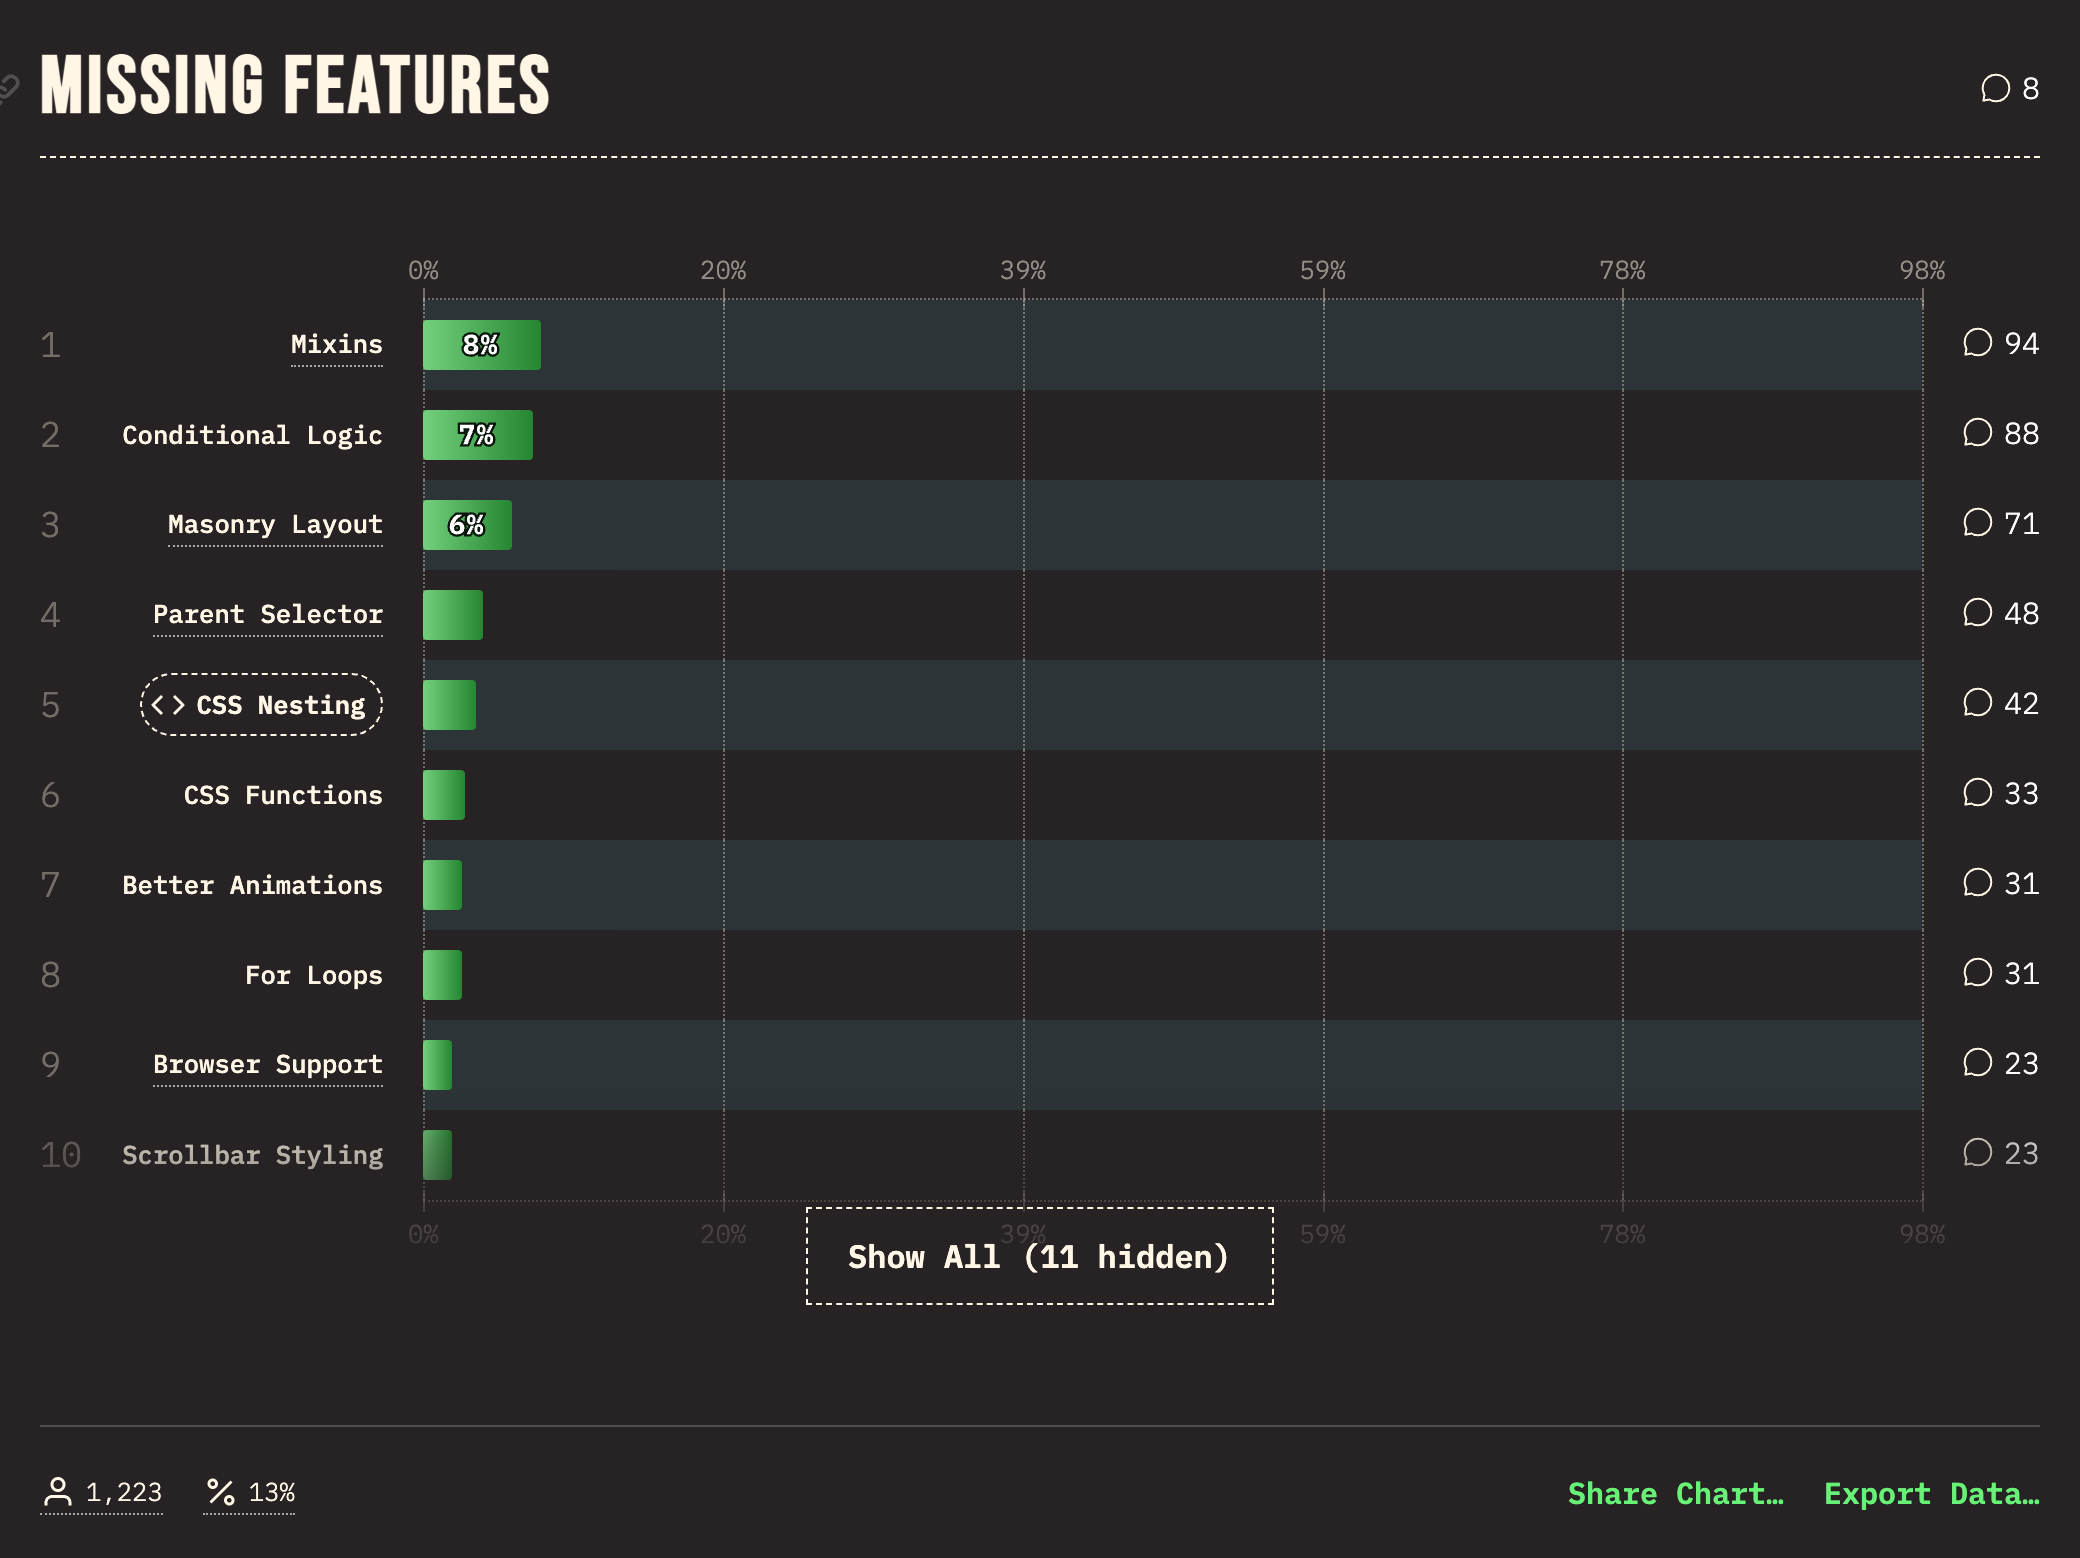 MISSING FEATURES
8
0% 20% 39% 59% 78% 98%
1 Mixins 8% 94
2 Conditional Logic 7% 88
3 Masonry Layout 6% 71
4 Parent Selector 48
5 <> CSS Nesting 42
6 CSS Functions 33
7 Better Animations 31
8 For Loops 31
9 Browser Support 23
10 Scrollbar Styling 23
0% 20% 39% 59% 78% 98%
Show All (11 hidden)
1,223 % 13% Share Chart… Export Data…